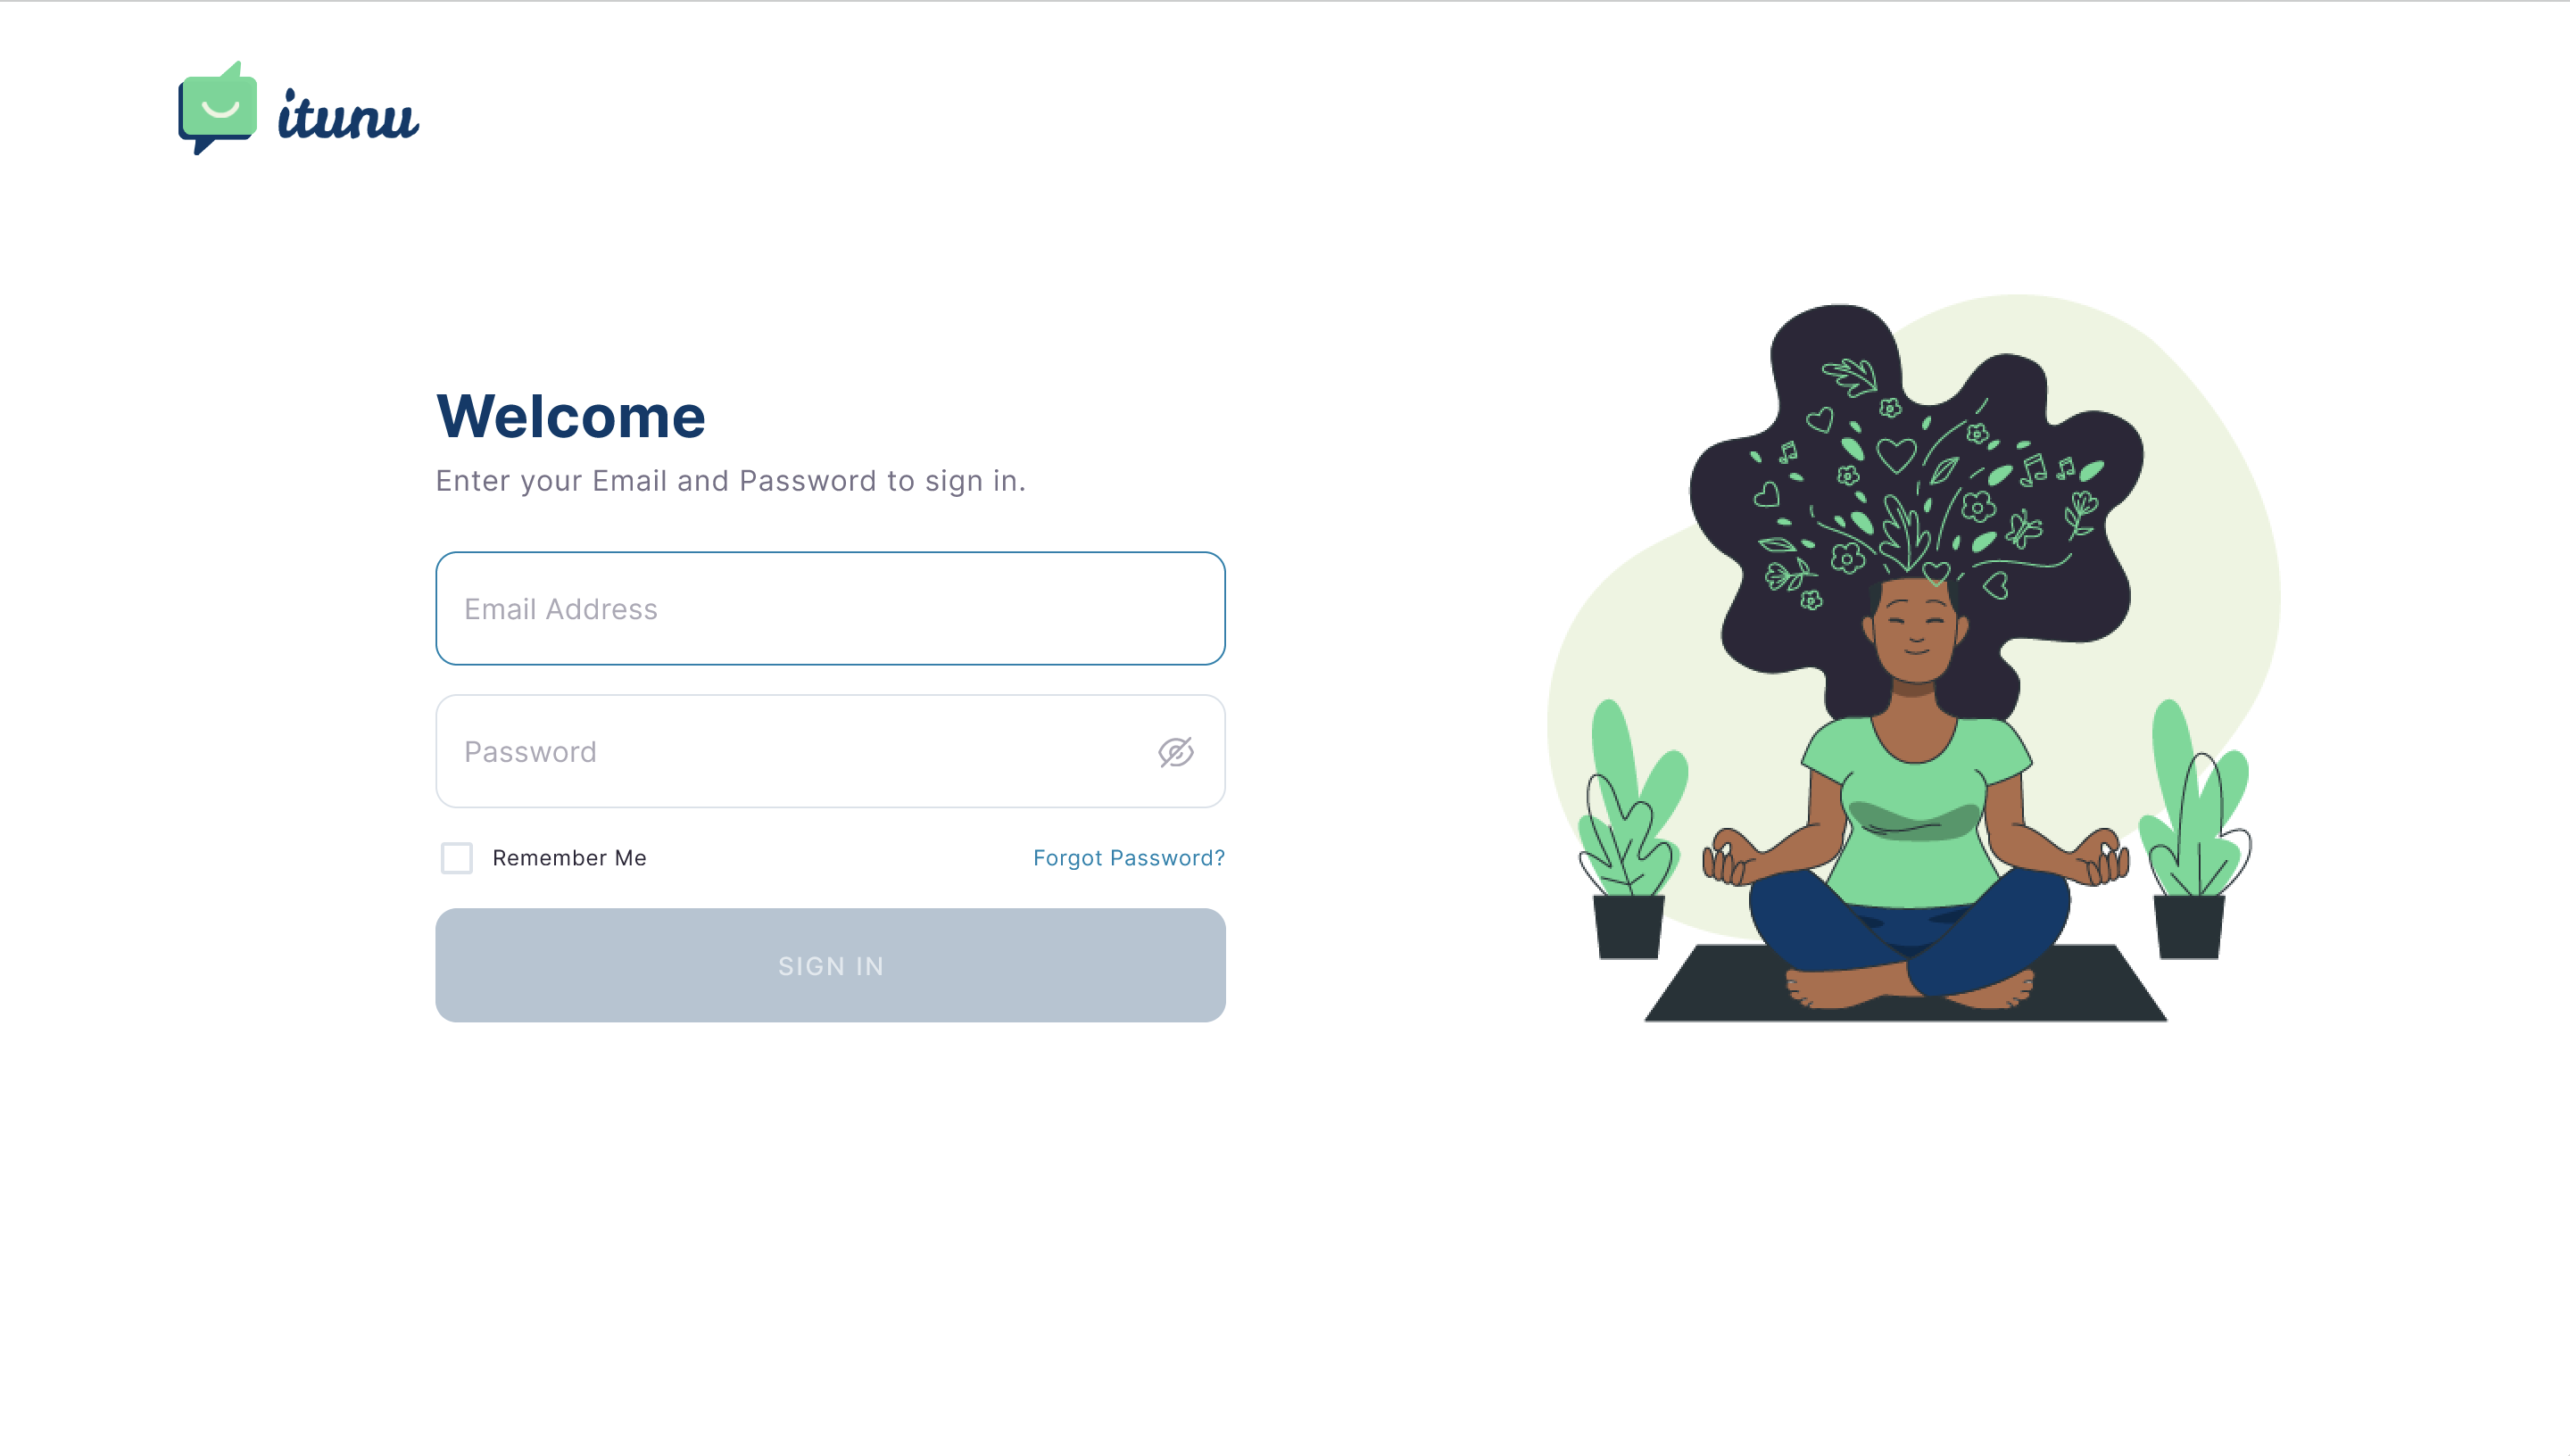 itunu
Welcome
Enter your Email and Password to sign in.
Email Address
Password
Remember Me
Forgot Password?
SIGN IN